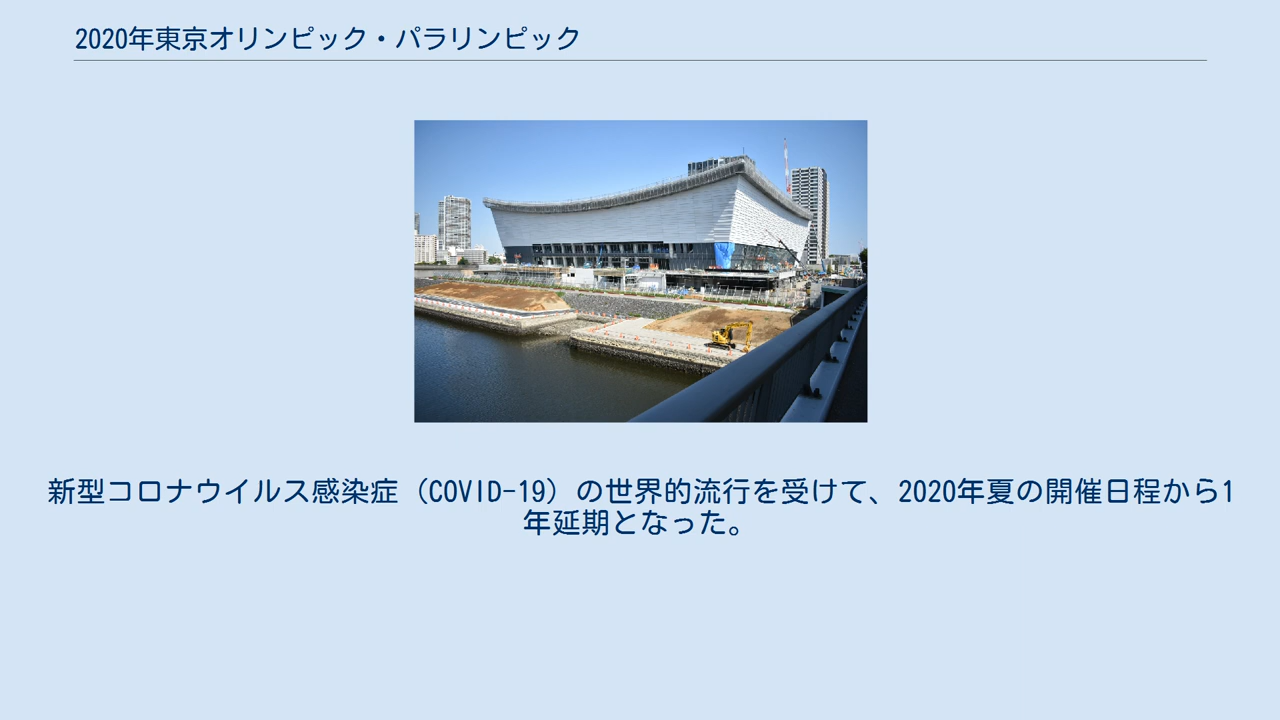 2020年東京オリンピック・パラリンピック
新型コロナウイルス感染症（COVID-19）の世界的流行を受けて、2020年夏の開催日程から1
年延期となった。